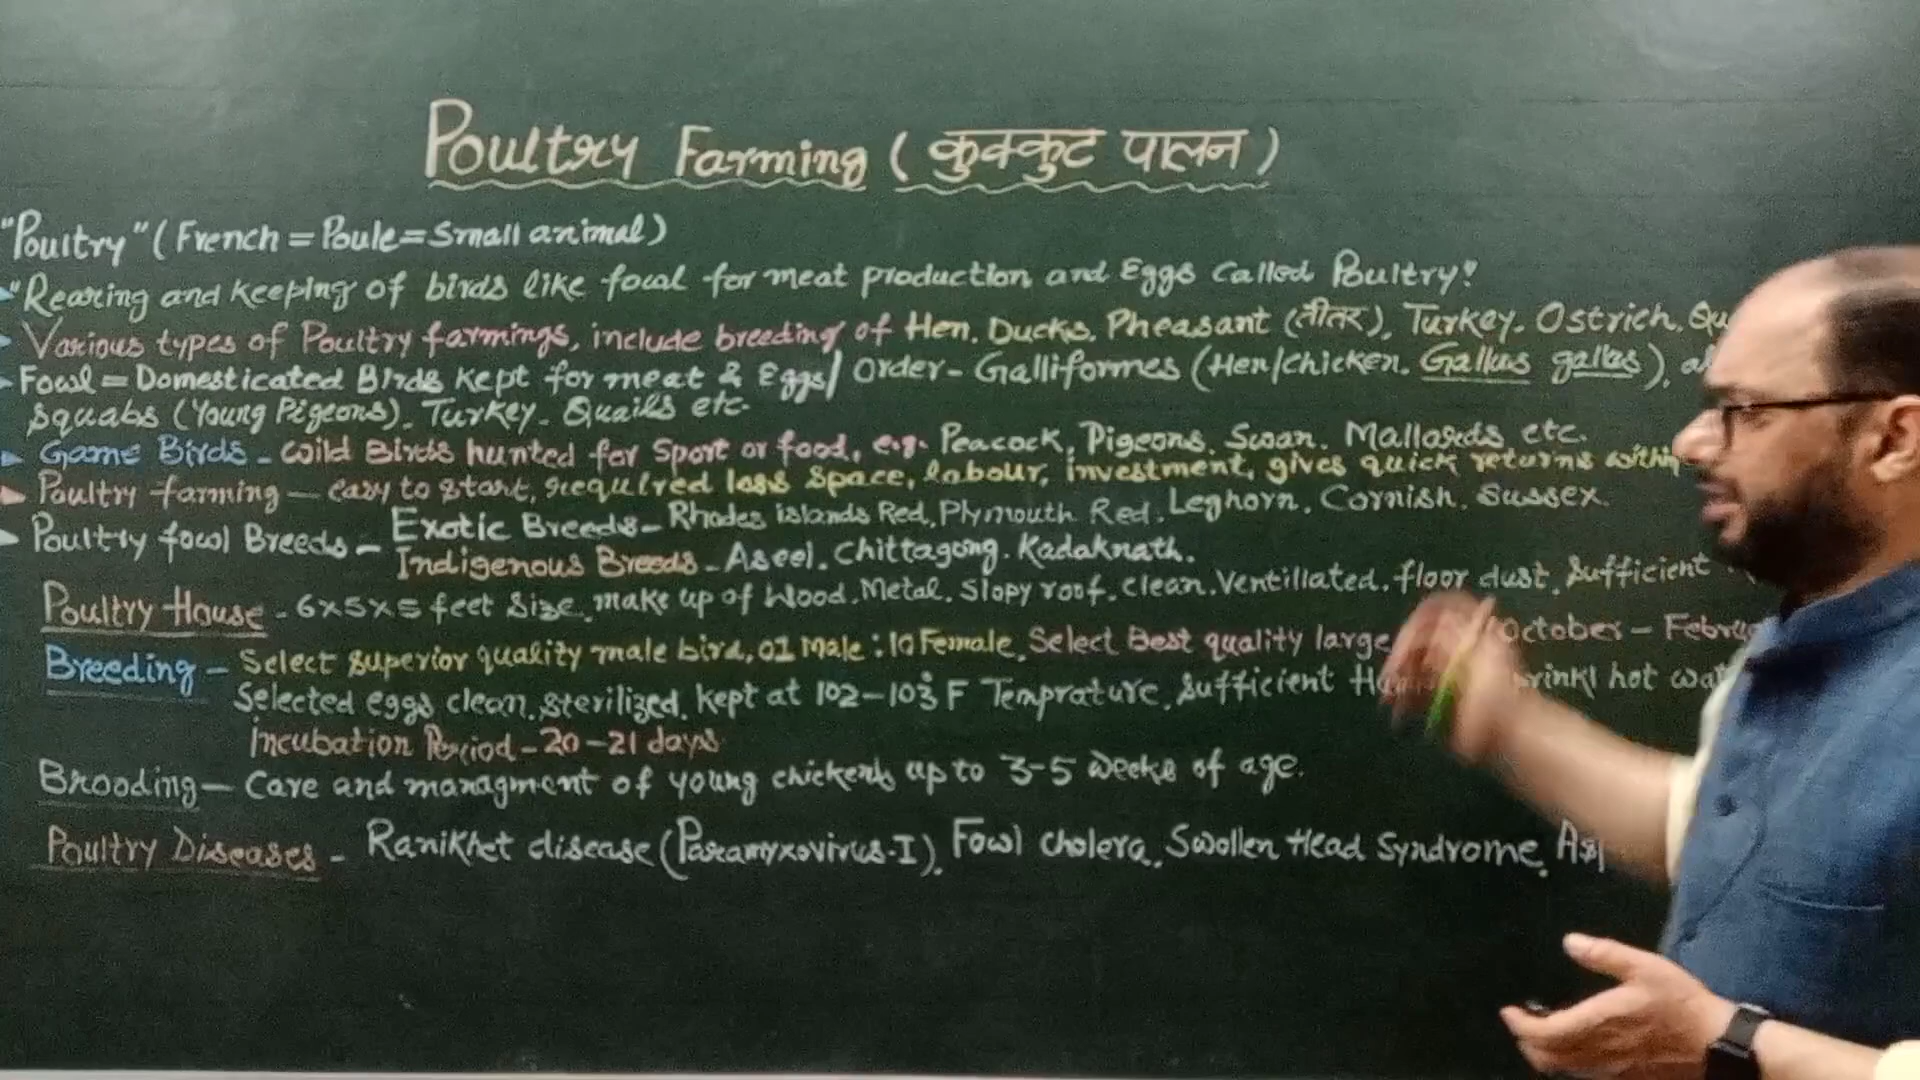 Poultry Farming (कुक्कुट पालन)
"Poultry" (French = Poule = Small animal)
"Rearing and keeping of birds like fowl for meat production and Eggs called Poultry!
Various types of Poultry farmings, include breeding of Hen, Ducks, Pheasant (तीतर), Turkey, Ostrich,
Fowl = Domesticated Birds kept for meat & Eggs/ Order- Galliformes (Hen/chicken, Gallus gallus),
squabs (Young Pigeons), Turkey, Quails etc.
Game Birds - Wild Birds hunted for sport or food, e.g. Peacock, Pigeons, Swan, Mallards, etc.
Poultry farming - easy to start, required less space, labour, investment, gives quick returns within
Poultry fowl Breeds - Exotic Breeds - Rhodes islands Red, Plymouth Red, Leghorn, Cornish, Sussex.
Indigenous Breeds - Aseel, Chittagong, Kadaknath.
Poultry House - 6x5x5 feet Size, make up of Wood, Metal, Slopy roof, clean, Ventillated, floor dust, Sufficient
Breeding - Select superior quality male bird, 01 Male : 10 Female, Select Best quality large October -
Selected eggs clean, sterilized, kept at 102-103° F Temprature, Sufficient hot
Incubation Period - 20-21 days
Brooding - Care and managment of young chickens up to 3-5 weeks of age.
Poultry Diseases - Ranikhet disease (Paramyxovirus-I), Fowl cholera, Swollen Head Syndrome,